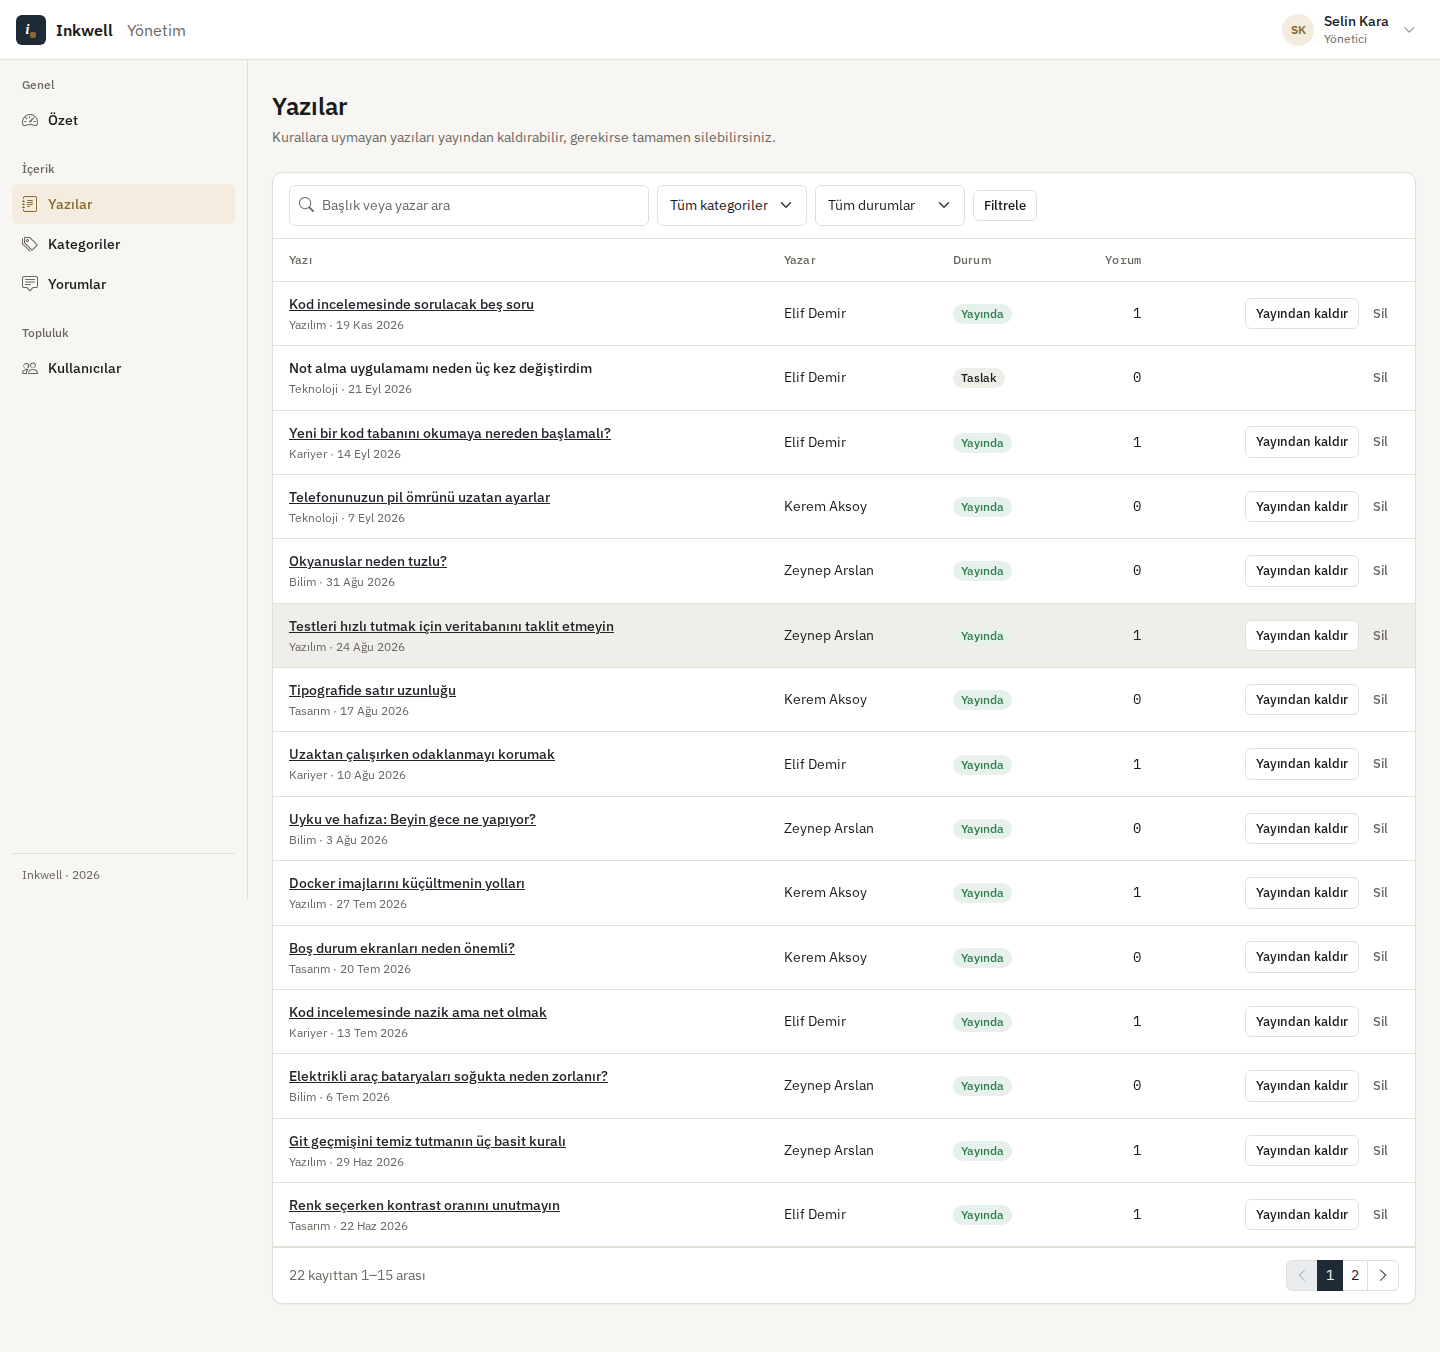 i.
Inkwell Yönetim
SK
Selin Kara
Yönetici
Genel
Özet
İçerik
Yazılar
Kategoriler
Yorumlar
Topluluk
Kullanıcılar
Inkwell · 2026
Yazılar
Kurallara uymayan yazıları yayından kaldırabilir, gerekirse tamamen silebilirsiniz.
Başlık veya yazar ara
Tüm kategoriler
Tüm durumlar
Filtrele
Yazı Yazar Durum Yorum
Kod incelemesinde sorulacak beş soru
Yazılım · 19 Kas 2026
Elif Demir Yayında 1 Yayından kaldır Sil
Not alma uygulamamı neden üç kez değiştirdim
Teknoloji · 21 Eyl 2026
Elif Demir Taslak 0 Sil
Yeni bir kod tabanını okumaya nereden başlamalı?
Kariyer · 14 Eyl 2026
Elif Demir Yayında 1 Yayından kaldır Sil
Telefonunuzun pil ömrünü uzatan ayarlar
Teknoloji · 7 Eyl 2026
Kerem Aksoy Yayında 0 Yayından kaldır Sil
Okyanuslar neden tuzlu?
Bilim · 31 Ağu 2026
Zeynep Arslan Yayında 0 Yayından kaldır Sil
Testleri hızlı tutmak için veritabanını taklit etmeyin
Yazılım · 24 Ağu 2026
Zeynep Arslan Yayında 1 Yayından kaldır Sil
Tipografide satır uzunluğu
Tasarım · 17 Ağu 2026
Kerem Aksoy Yayında 0 Yayından kaldır Sil
Uzaktan çalışırken odaklanmayı korumak
Kariyer · 10 Ağu 2026
Elif Demir Yayında 1 Yayından kaldır Sil
Uyku ve hafıza: Beyin gece ne yapıyor?
Bilim · 3 Ağu 2026
Zeynep Arslan Yayında 0 Yayından kaldır Sil
Docker imajlarını küçültmenin yolları
Yazılım · 27 Tem 2026
Kerem Aksoy Yayında 1 Yayından kaldır Sil
Boş durum ekranları neden önemli?
Tasarım · 20 Tem 2026
Kerem Aksoy Yayında 0 Yayından kaldır Sil
Kod incelemesinde nazik ama net olmak
Kariyer · 13 Tem 2026
Elif Demir Yayında 1 Yayından kaldır Sil
Elektrikli araç bataryaları soğukta neden zorlanır?
Bilim · 6 Tem 2026
Zeynep Arslan Yayında 0 Yayından kaldır Sil
Git geçmişini temiz tutmanın üç basit kuralı
Yazılım · 29 Haz 2026
Zeynep Arslan Yayında 1 Yayından kaldır Sil
Renk seçerken kontrast oranını unutmayın
Tasarım · 22 Haz 2026
Elif Demir Yayında 1 Yayından kaldır Sil
22 kayıttan 1–15 arası
1 2